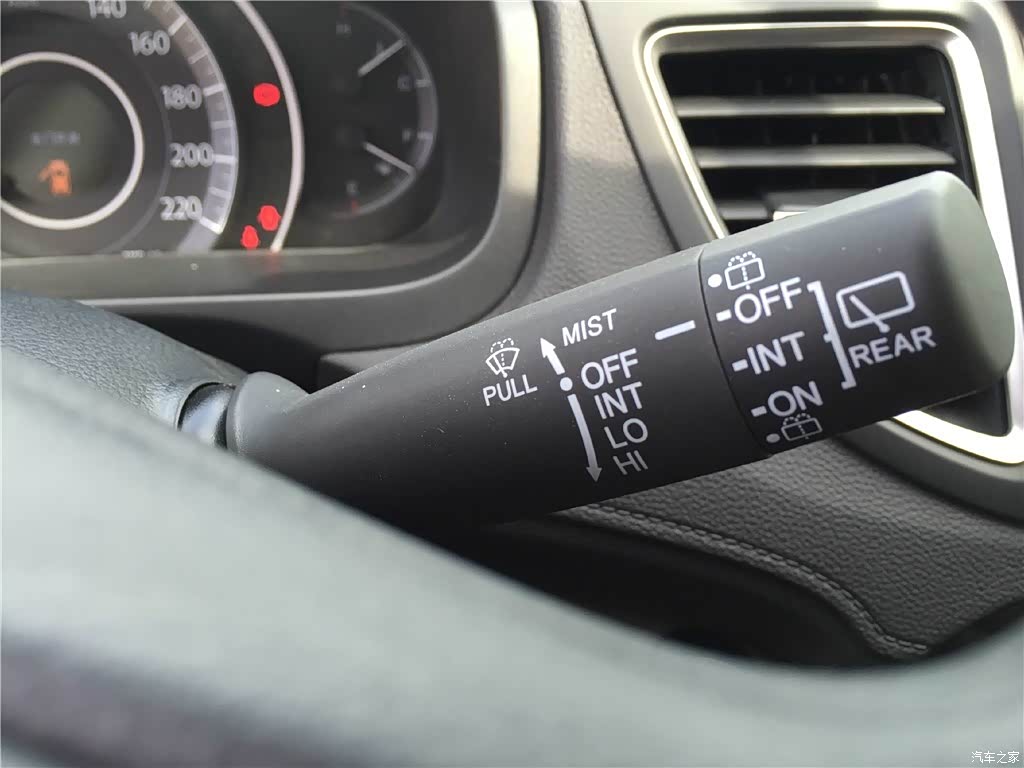 140
160
180
200
220
H
C
F
E
MIST
PULL
OFF
INT
LO
HI
OFF
INT
ON
REAR
汽车之家